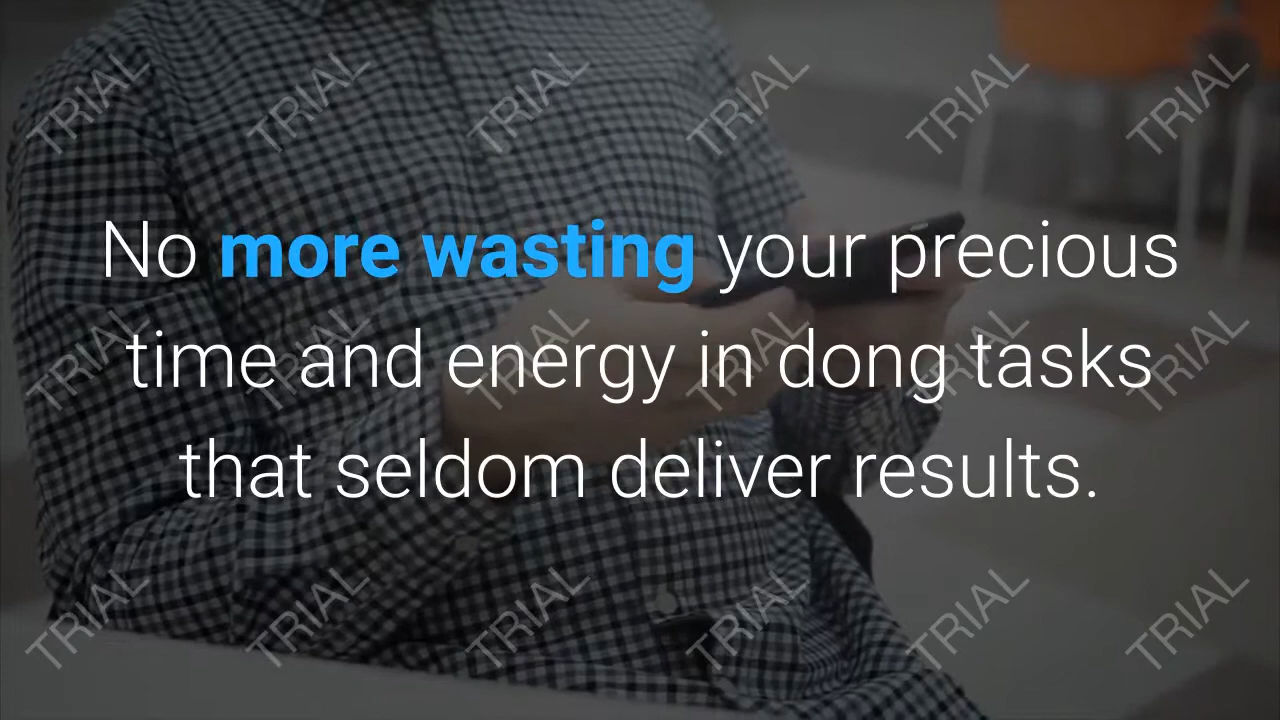 TRIAL TRIAL TRIAL TRIAL TRIAL TRIAL
No more wasting your precious
TRIAL TRIAL TRIAL TRIAL TRIAL TRIAL
time and energy in dong tasks
that seldom deliver results.
TRIAL TRIAL TRIAL TRIAL TRIAL TRIAL